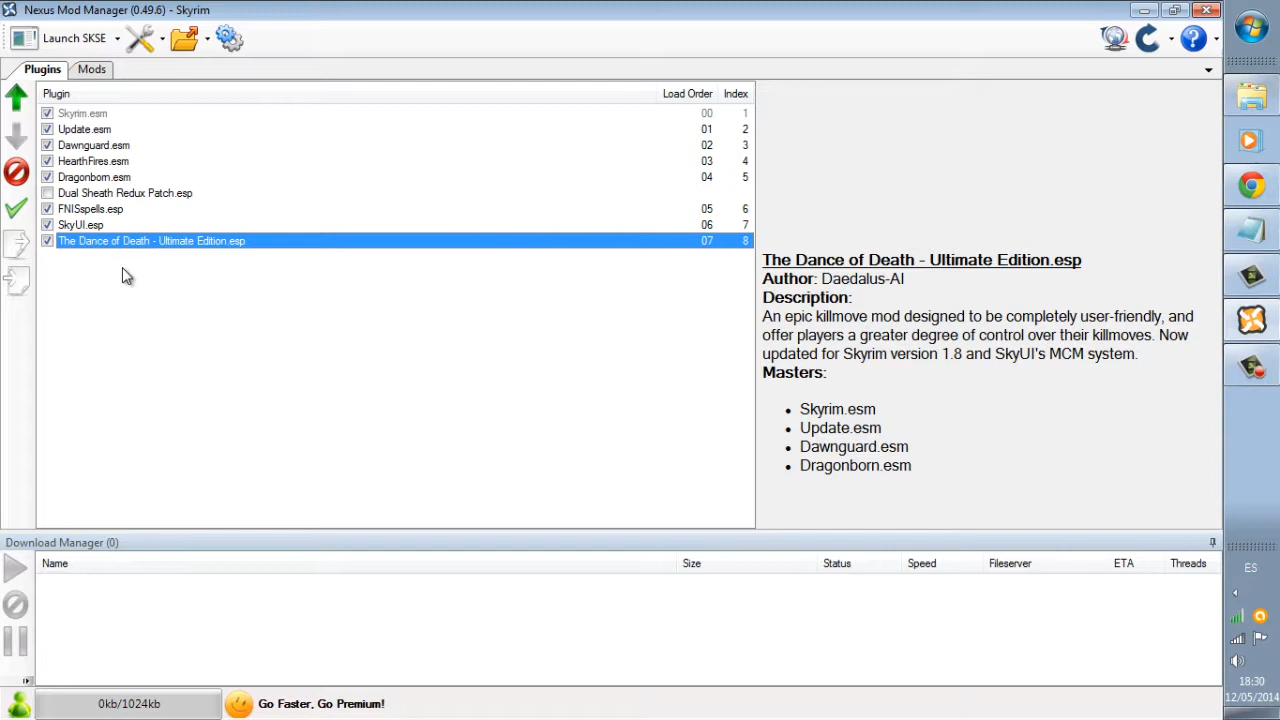 Nexus Mod Manager (0.49.6) - Skyrim
Launch SKSE
Plugins Mods
Plugin Load Order Index
Skyrim.esm 00 1
Update.esm 01 2
Dawnguard.esm 02 3
HearthFires.esm 03 4
Dragonborn.esm 04 5
Dual Sheath Redux Patch.esp
FNISspells.esp 05 6
SkyUI.esp 06 7
The Dance of Death - Ultimate Edition.esp 07 8
The Dance of Death - Ultimate Edition.esp
Author: Daedalus-AI
Description:
An epic killmove mod designed to be completely user-friendly, and
offer players a greater degree of control over their killmoves. Now
updated for Skyrim version 1.8 and SkyUI's MCM system.
Masters:
• Skyrim.esm
• Update.esm
• Dawnguard.esm
• Dragonborn.esm
Download Manager (0)
Name Size Status Speed Fileserver ETA Threads
0kb/1024kb
Go Faster, Go Premium!
ES
18:30
12/05/2014